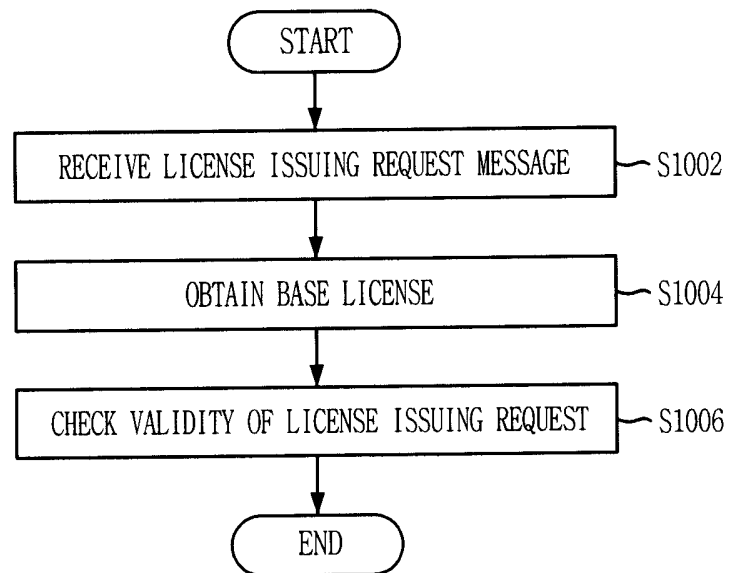 START
RECEIVE LICENSE ISSUING REQUEST MESSAGE S1002
OBTAIN BASE LICENSE S1004
CHECK VALIDITY OF LICENSE ISSUING REQUEST S1006
END